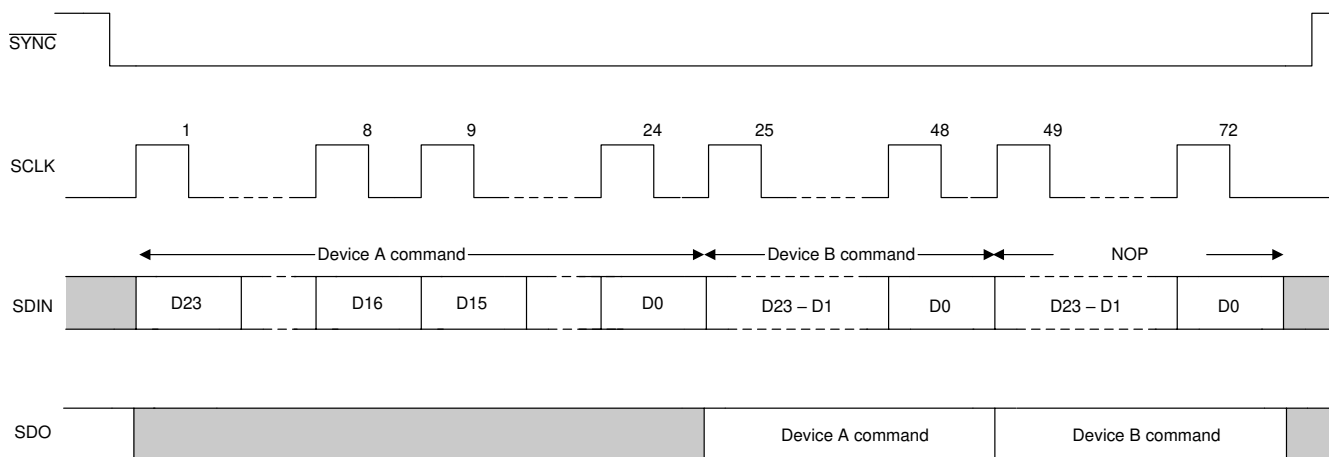 SYNC
1 8 9 24 25 48 49 72
SCLK
Device A command Device B command NOP
SDIN D23 D16 D15 D0 D23 – D1 D0 D23 – D1 D0
SDO Device A command Device B command